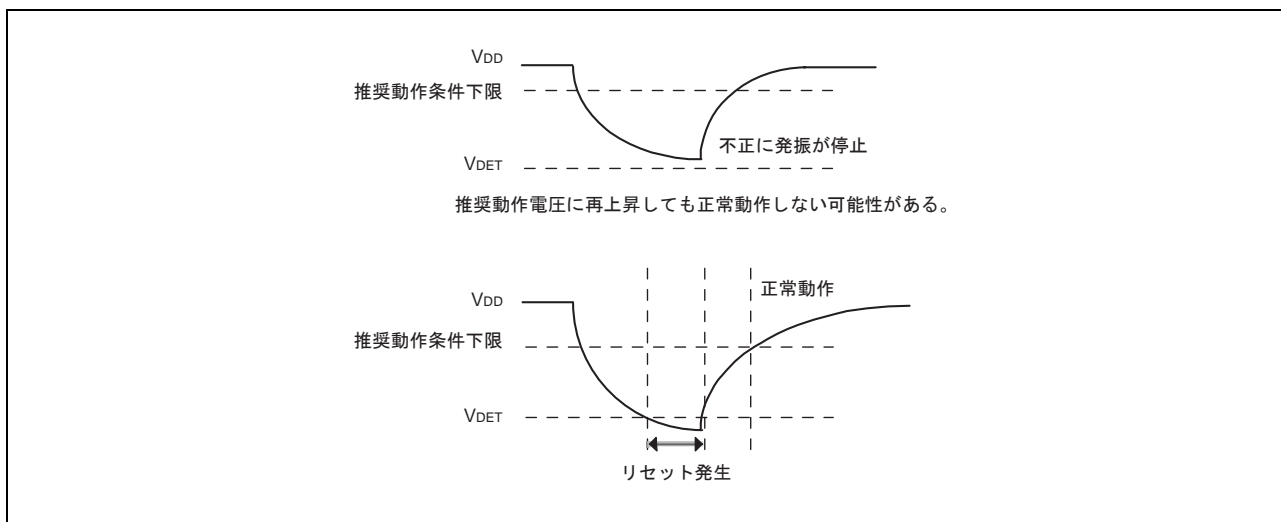 VDD
推奨動作条件下限
不正に発振が停止
VDET
推奨動作電圧に再上昇しても正常動作しない可能性がある。
正常動作
VDD
推奨動作条件下限
VDET
リセット発生